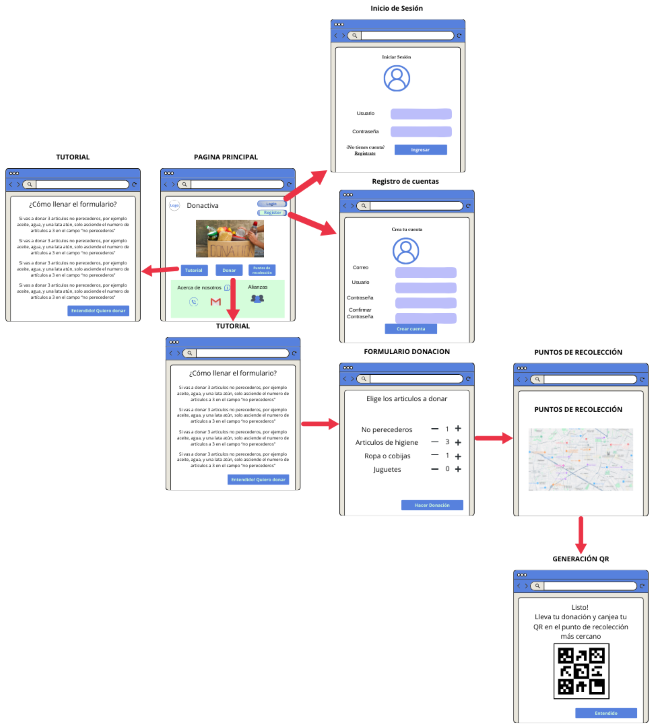 Inicio de Sesión
Iniciar Sesión
Usuario
Contraseña
¿No tienes cuenta?
Regístrate
Ingresar
TUTORIAL
¿Cómo llenar el formulario?
Si vas a donar 3 articulos no perecederos, por ejemplo
aceite, agua, y una lata atún, solo asciende el numero de
articulos a 3 en el campo "no perecederos"
Si vas a donar 3 articulos no perecederos, por ejemplo
aceite, agua, y una lata atún, solo asciende el numero de
articulos a 3 en el campo "no perecederos"
Si vas a donar 3 articulos no perecederos, por ejemplo
aceite, agua, y una lata atún, solo asciende el numero de
articulos a 3 en el campo "no perecederos"
Si vas a donar 3 articulos no perecederos, por ejemplo
aceite, agua, y una lata atún, solo asciende el numero de
articulos a 3 en el campo "no perecederos"
Entendido! Quiero donar
PAGINA PRINCIPAL
Logo
Donactiva
Login
Registrar
DONATION
Tutorial
Donar
Puntos de
recolección
Acerca de nosotros
Alianzas
Registro de cuentas
Crea tu cuenta
Correo
Usuario
Contoseña
Confirmar
Contoseña
Crear cuenta
TUTORIAL
¿Cómo llenar el formulario?
Si vas a donar 3 articulos no perecederos, por ejemplo
aceite, agua, y una lata atún, solo asciende el numero de
articulos a 3 en el campo "no perecederos"
Si vas a donar 3 articulos no perecederos, por ejemplo
aceite, agua, y una lata atún, solo asciende el numero de
articulos a 3 en el campo "no perecederos"
Si vas a donar 3 articulos no perecederos, por ejemplo
aceite, agua, y una lata atún, solo asciende el numero de
articulos a 3 en el campo "no perecederos"
Si vas a donar 3 articulos no perecederos, por ejemplo
aceite, agua, y una lata atún, solo asciende el numero de
articulos a 3 en el campo "no perecederos"
Entendido! Quiero donar
FORMULARIO DONACION
Elige los articulos a donar
No perecederos — 1 +
Articulos de higiene — 3 +
Ropa o cobijas — 1 +
Juguetes — 0 +
Hacer Donación
PUNTOS DE RECOLECCIÓN
PUNTOS DE RECOLECCIÓN
GENERACIÓN QR
Listo!
Lleva tu donación y canjea tu
QR en el punto de recolección
más cercano
Entendido